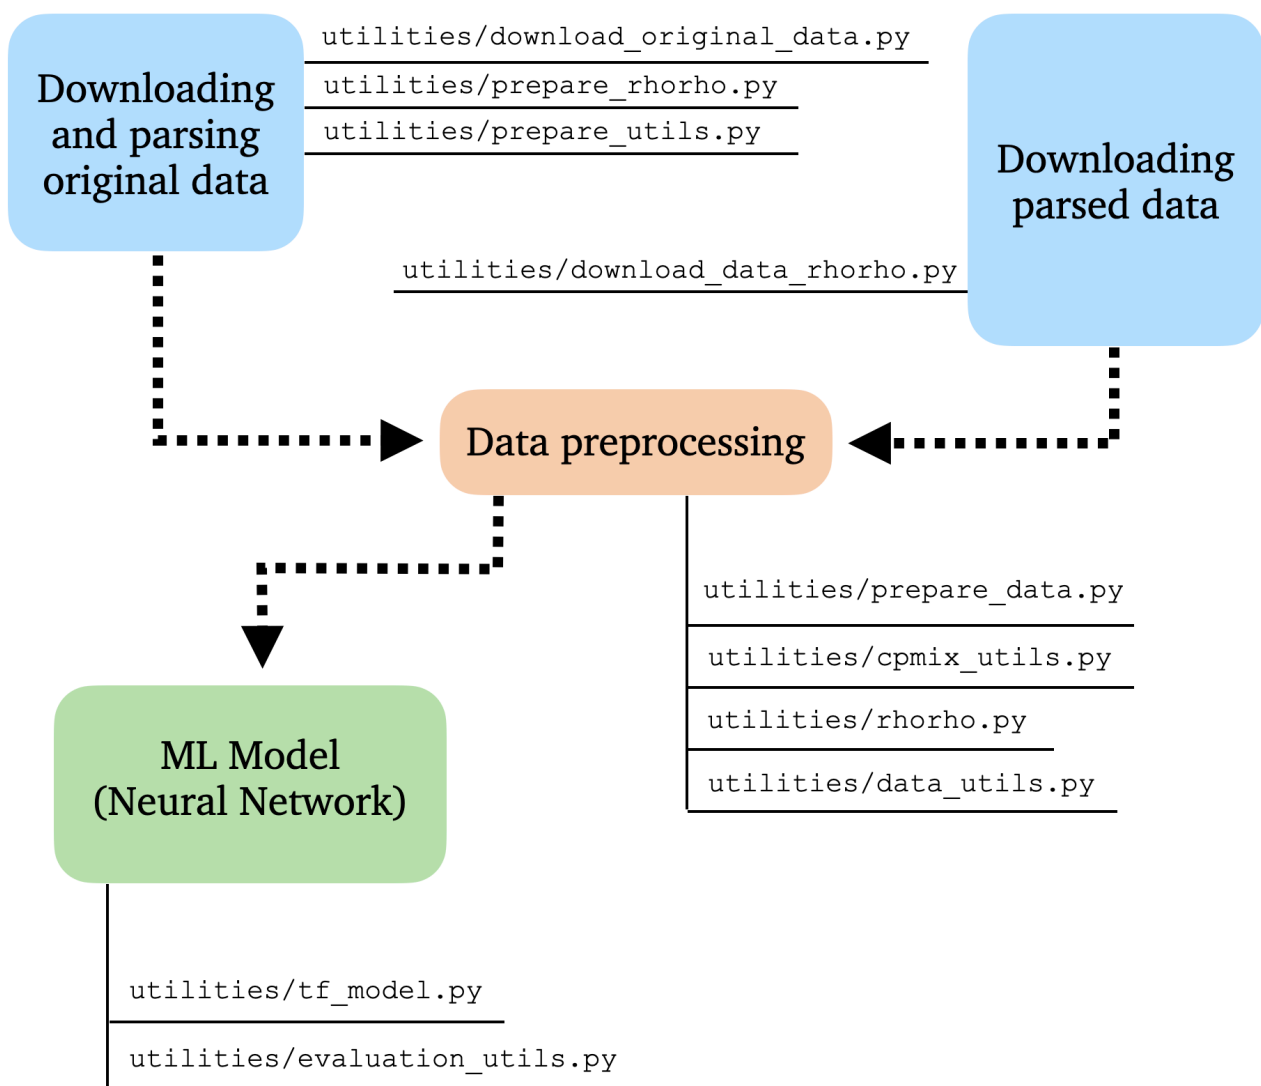 Downloading
and parsing
original data
utilities/download_original_data.py
utilities/prepare_rhorho.py
utilities/prepare_utils.py
Downloading
parsed data
utilities/download_data_rhorho.py
Data preprocessing
utilities/prepare_data.py
utilities/cpmix_utils.py
utilities/rhorho.py
utilities/data_utils.py
ML Model
(Neural Network)
utilities/tf_model.py
utilities/evaluation_utils.py